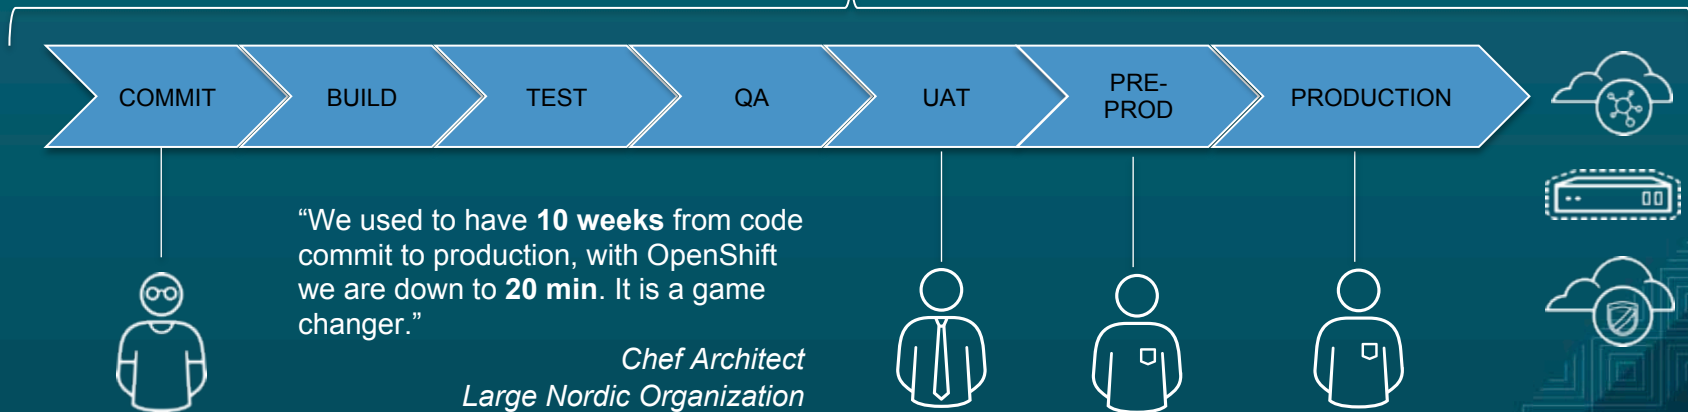 COMMIT
BUILD
TEST
QA
UAT
PRE-
PROD
PRODUCTION
“We used to have 10 weeks from code
commit to production, with OpenShift
we are down to 20 min. It is a game
changer.”
Chef Architect
Large Nordic Organization